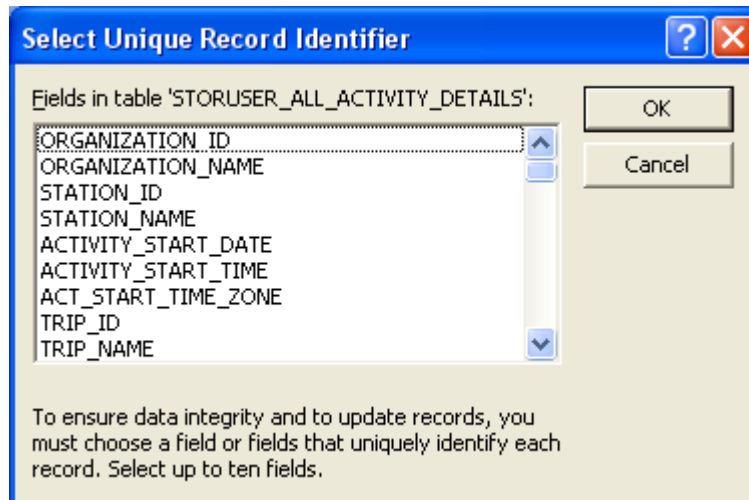 Select Unique Record Identifier
?
Fields in table 'STORUSER_ALL_ACTIVITY_DETAILS':
OK
Cancel
ORGANIZATION_ID
ORGANIZATION_NAME
STATION_ID
STATION_NAME
ACTIVITY_START_DATE
ACTIVITY_START_TIME
ACT_START_TIME_ZONE
TRIP_ID
TRIP_NAME
To ensure data integrity and to update records, you
must choose a field or fields that uniquely identify each
record. Select up to ten fields.